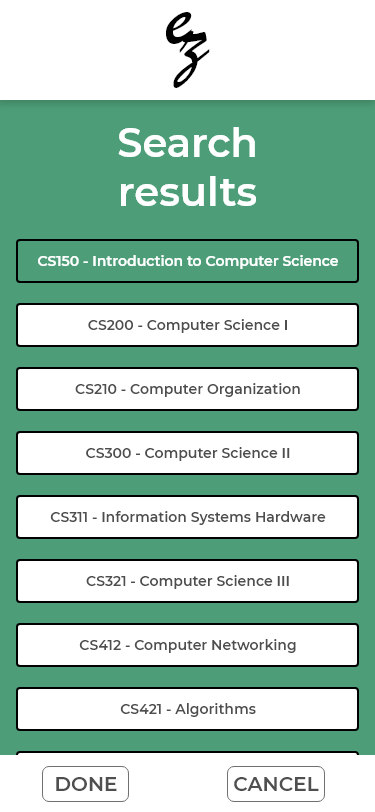 ez
Search
results
CS150 - Introduction to Computer Science
CS200 - Computer Science I
CS210 - Computer Organization
CS300 - Computer Science II
CS311 - Information Systems Hardware
CS321 - Computer Science III
CS412 - Computer Networking
CS421 - Algorithms
DONE
CANCEL